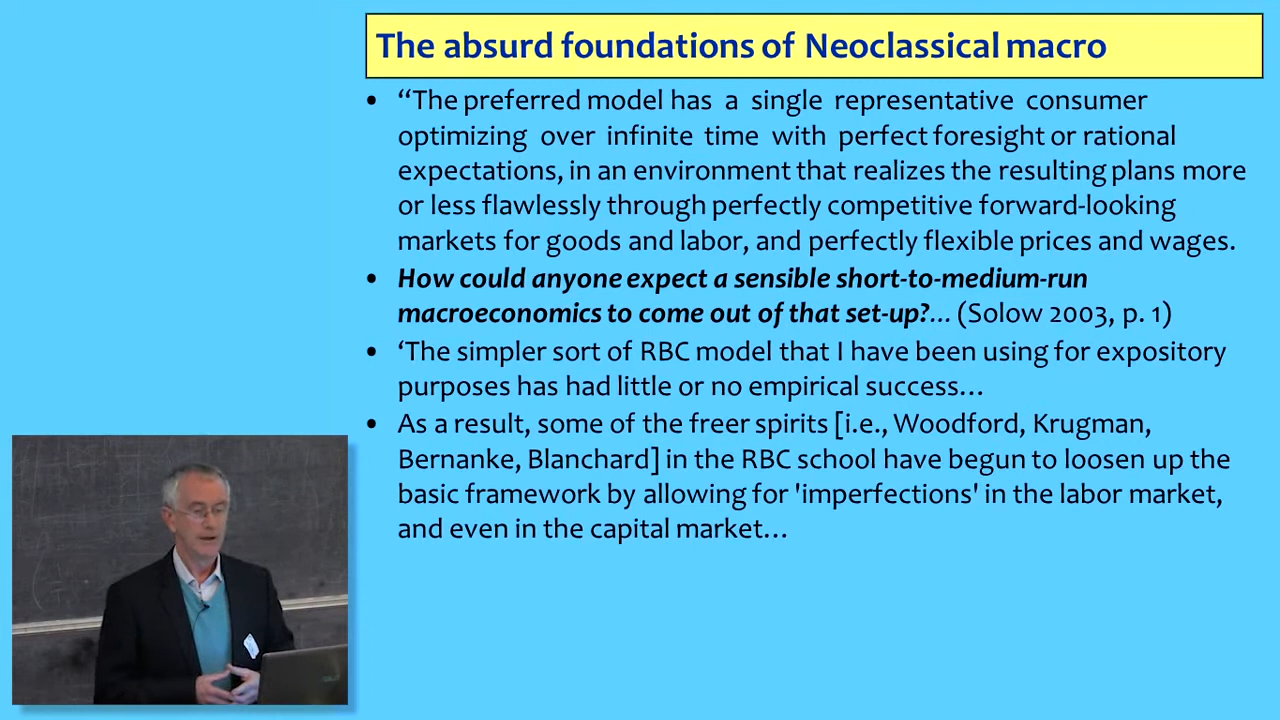 The absurd foundations of Neoclassical macro
• “The preferred model has a single representative consumer
optimizing over infinite time with perfect foresight or rational
expectations, in an environment that realizes the resulting plans more
or less flawlessly through perfectly competitive forward-looking
markets for goods and labor, and perfectly flexible prices and wages.
• How could anyone expect a sensible short-to-medium-run
macroeconomics to come out of that set-up?... (Solow 2003, p. 1)
• ‘The simpler sort of RBC model that I have been using for expository
purposes has had little or no empirical success…
• As a result, some of the freer spirits [i.e., Woodford, Krugman,
Bernanke, Blanchard] in the RBC school have begun to loosen up the
basic framework by allowing for 'imperfections' in the labor market,
and even in the capital market…